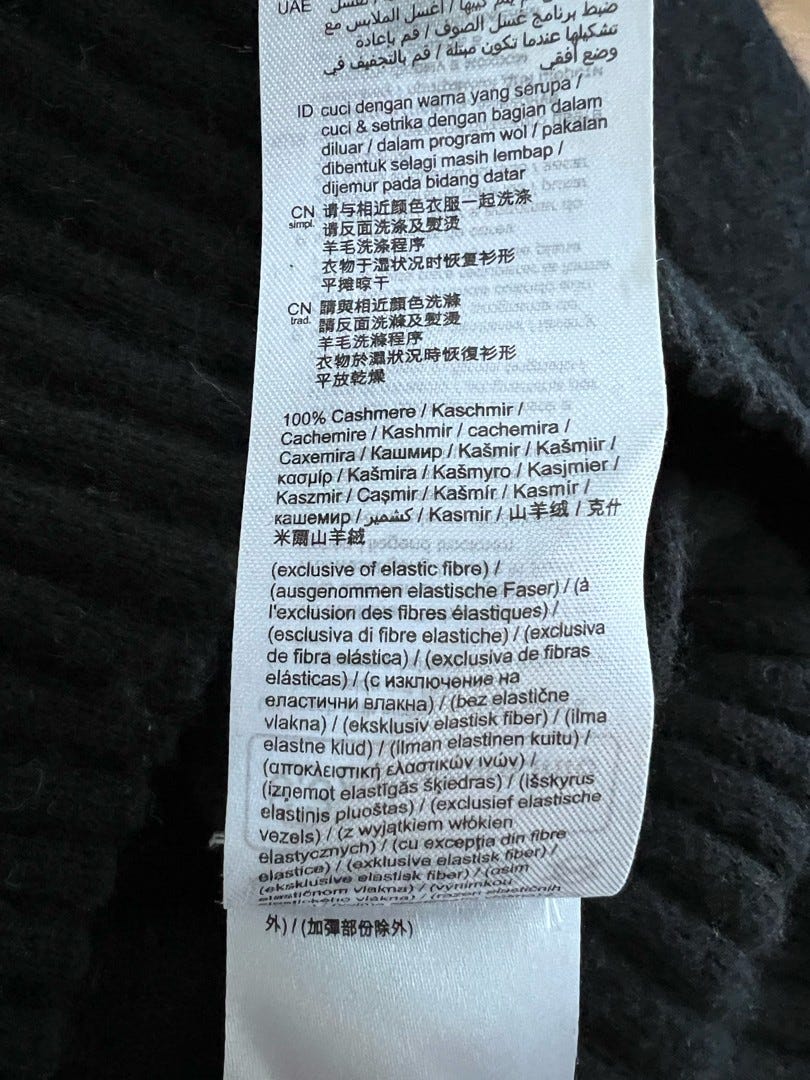 UAE
ضبط برنامج غسل الصوف / قم بإعادة
تشكيلها عندما تكون مبتلة / قم بالتجفيف في
وضع أفقي
ID cuci dengan warna yang serupa /
cuci & setrika dengan bagian dalam
diluar / dalam program wol / pakaian
dibentuk selagi masih lembap /
dijemur pada bidang datar
CN simpl. 请与相近颜色衣服一起洗涤
请反面洗涤及熨烫
羊毛洗涤程序
衣物于湿状况时恢复衫形
平摊晾干
CN trad. 請與相近顏色洗滌
請反面洗滌及熨燙
羊毛洗滌程序
衣物於濕狀況時恢復衫形
平放乾燥
100% Cashmere / Kaschmir /
Cachemire / Kashmir / cachemira /
Caxemira / Кашмир / Kašmir / Kašmiir /
κασμίρ / Kašmira / Kašmyro / Kasjmier /
Kaszmir / Caşmir / Kašmír / Kasmír /
кашемир / كشمير / Kasmir / 山羊绒 / 克什
米爾山羊絨
(exclusive of elastic fibre) /
(ausgenommen elastische Faser) / (à
l'exclusion des fibres élastiques) /
(esclusiva di fibre elastiche) / (exclusiva
de fibra elástica) / (exclusiva de fibras
elásticas) / (с изключение на
еластични влакна) / (bez elastične
vlakna) / (eksklusiv elastisk fiber) / (ilma
elastne kiud) / (ilman elastinen kuitu) /
(αποκλειστική ελαστικών ινών) /
(izņemot elastīgās šķiedras) / (išskyrus
elastinis pluoštas) / (exclusief elastische
vezels) / (z wyjątkiem włókien
elastycznych) / (cu excepția din fibre
elastice) / (exklusive elastisk fiber) /
(eksklusive elastisk fiber) / (osim
elastičnom vlakna) / (výnimkou
外) / (加彈部份除外)